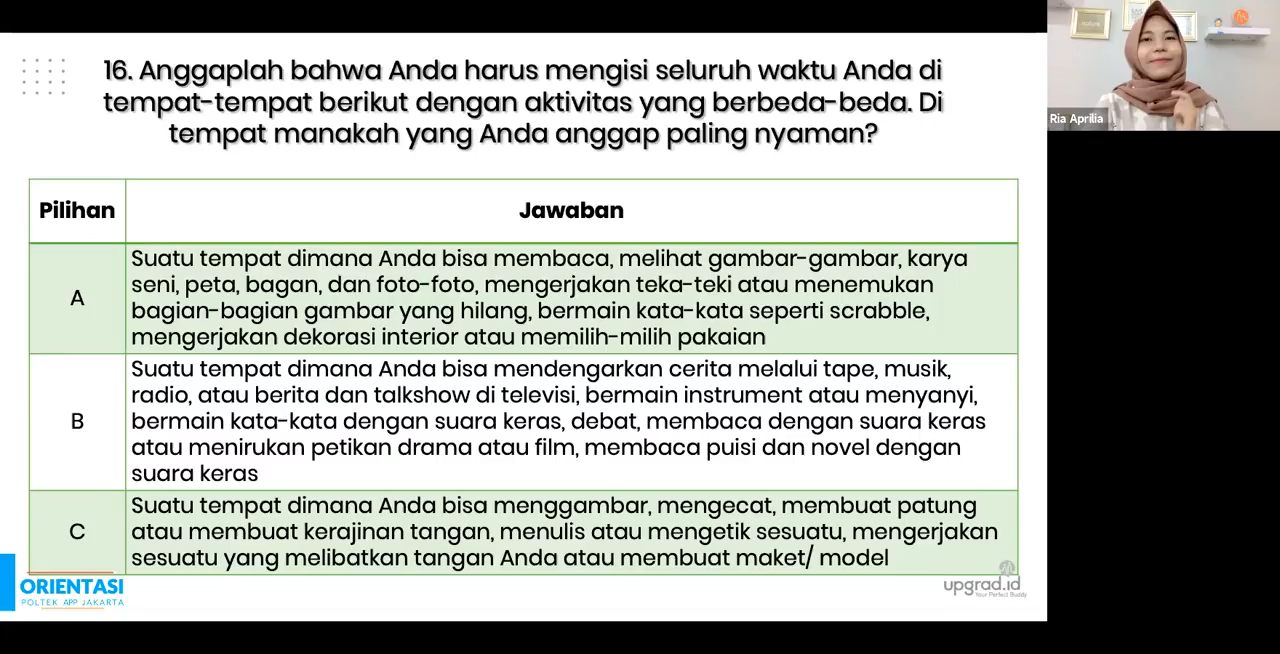 16. Anggaplah bahwa Anda harus mengisi seluruh waktu Anda di
tempat-tempat berikut dengan aktivitas yang berbeda-beda. Di
tempat manakah yang Anda anggap paling nyaman?
Ria Aprilia
Pilihan
Jawaban
A
Suatu tempat dimana Anda bisa membaca, melihat gambar-gambar, karya
seni, peta, bagan, dan foto-foto, mengerjakan teka-teki atau menemukan
bagian-bagian gambar yang hilang, bermain kata-kata seperti scrabble,
mengerjakan dekorasi interior atau memilih-milih pakaian
B
Suatu tempat dimana Anda bisa mendengarkan cerita melalui tape, musik,
radio, atau berita dan talkshow di televisi, bermain instrument atau menyanyi,
bermain kata-kata dengan suara keras, debat, membaca dengan suara keras
atau menirukan petikan drama atau film, membaca puisi dan novel dengan
suara keras
C
Suatu tempat dimana Anda bisa menggambar, mengecat, membuat patung
atau membuat kerajinan tangan, menulis atau mengetik sesuatu, mengerjakan
sesuatu yang melibatkan tangan Anda atau membuat maket/ model
ORIENTASI
POLTEK APP JAKARTA
upgrad.id
Your Perfect Buddy